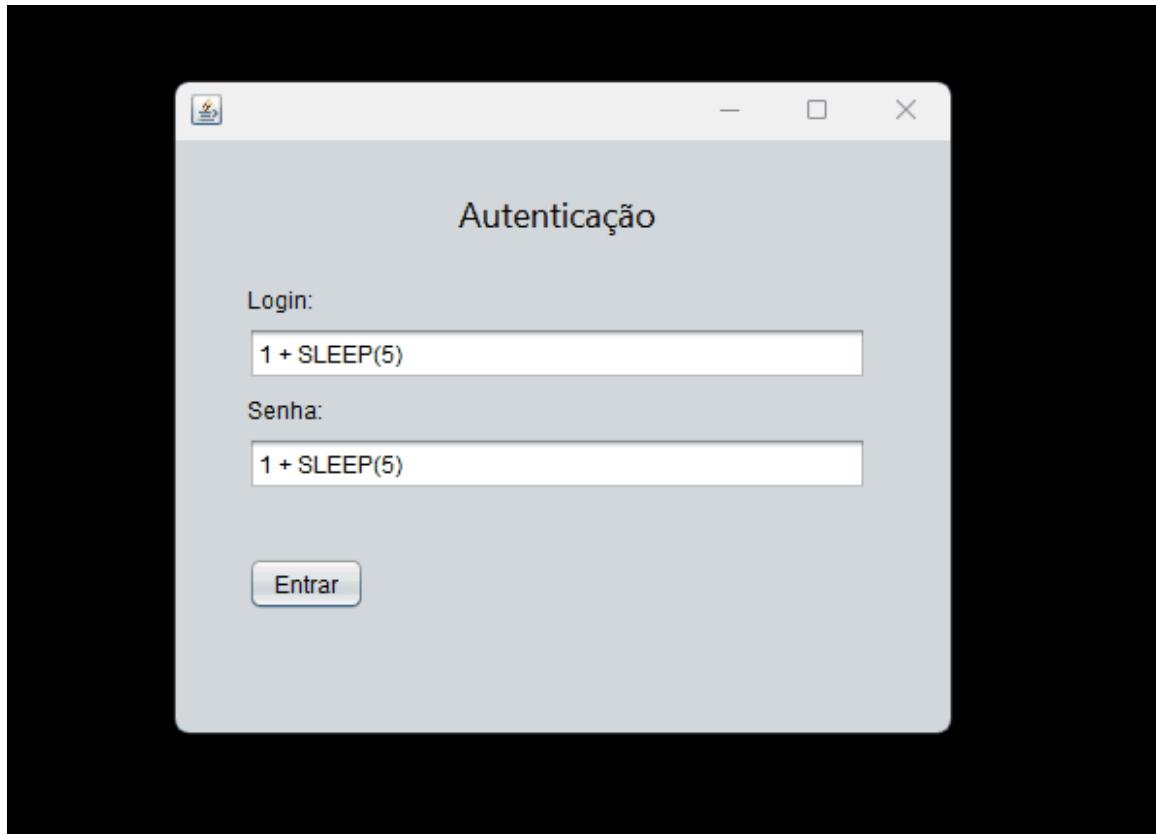 Autenticação
Login:
1 + SLEEP(5)
Senha:
1 + SLEEP(5)
Entrar